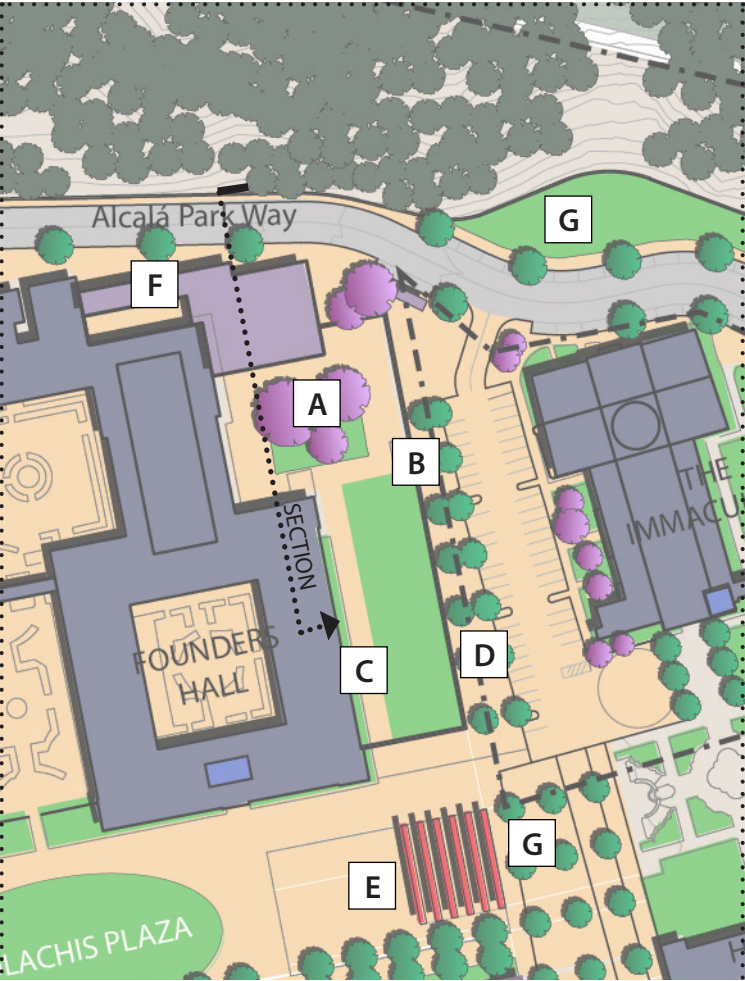 Alcalá Park Way
G
F
A
B
SECTION
THE
IMMACU
FOUNDERS
HALL
C
D
G
E
LACHIS PLAZA
H